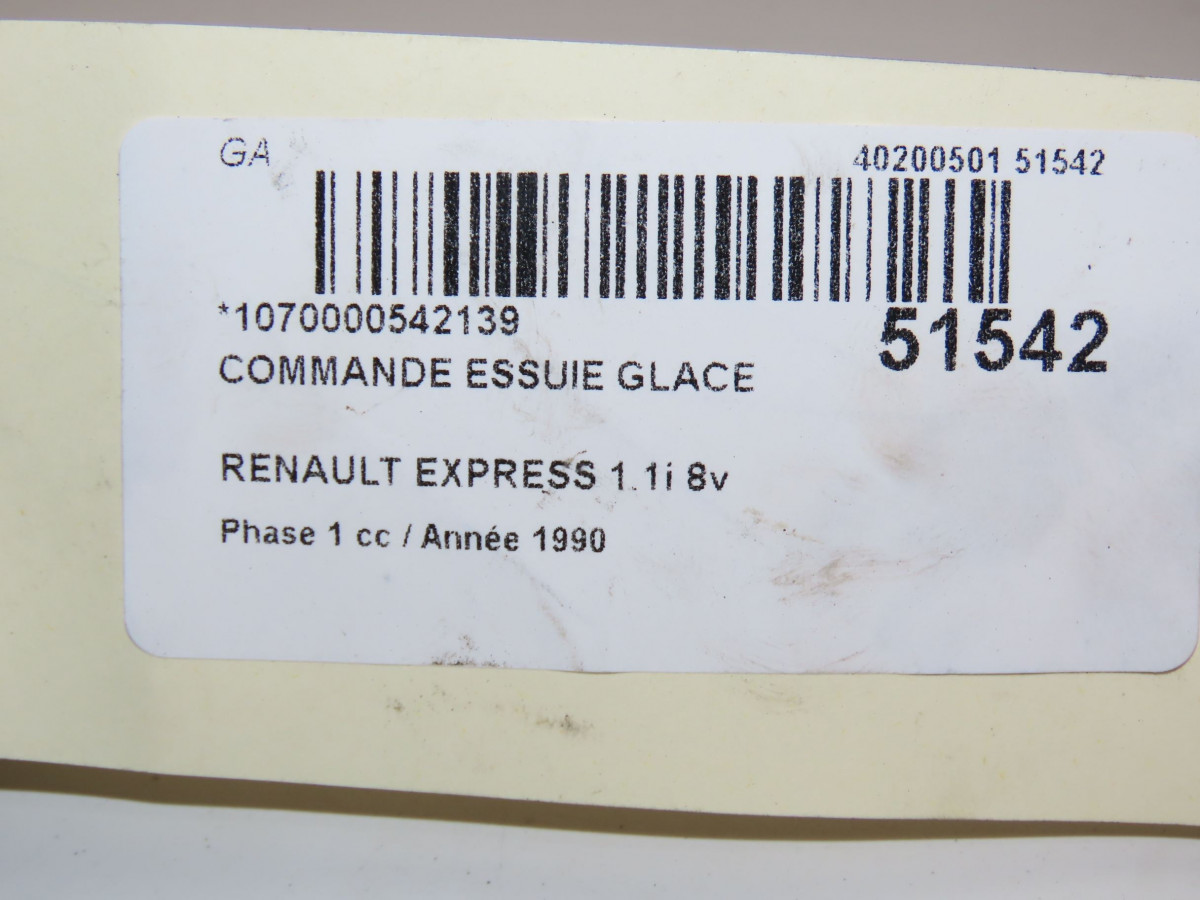 GA 40200501 51542
*1070000542139 51542
COMMANDE ESSUIE GLACE
RENAULT EXPRESS 1.1i 8v
Phase 1 cc / Année 1990